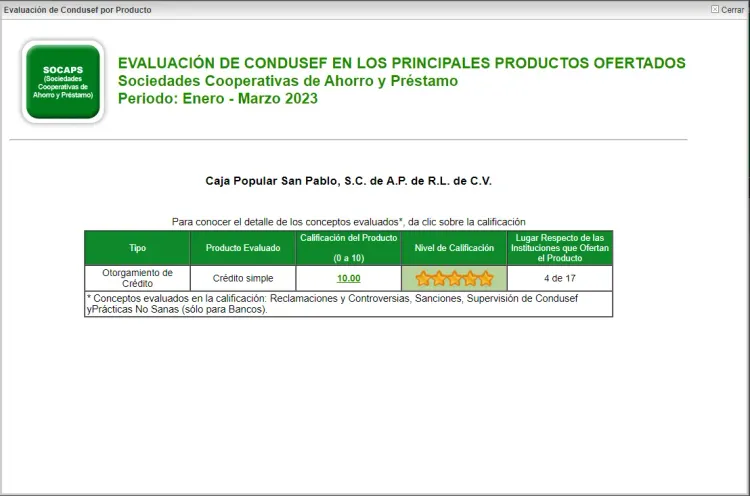 Evaluación de Condusef por Producto
Cerrar
SOCAPS
(Sociedades
Cooperativas de
Ahorro y Préstamo)
EVALUACIÓN DE CONDUSEF EN LOS PRINCIPALES PRODUCTOS OFERTADOS
Sociedades Cooperativas de Ahorro y Préstamo
Periodo: Enero - Marzo 2023
Caja Popular San Pablo, S.C. de A.P. de R.L. de C.V.
Para conocer el detalle de los conceptos evaluados*, da clic sobre la calificación
Tipo
Producto Evaluado
Calificación del Producto
(0 a 10)
Nivel de Calificación
Lugar Respecto de las
Instituciones que Ofertan
el Producto
Otorgamiento de
Crédito
Crédito simple
10.00
4 de 17
* Conceptos evaluados en la calificación: Reclamaciones y Controversias, Sanciones, Supervisión de Condusef
yPrácticas No Sanas (sólo para Bancos).